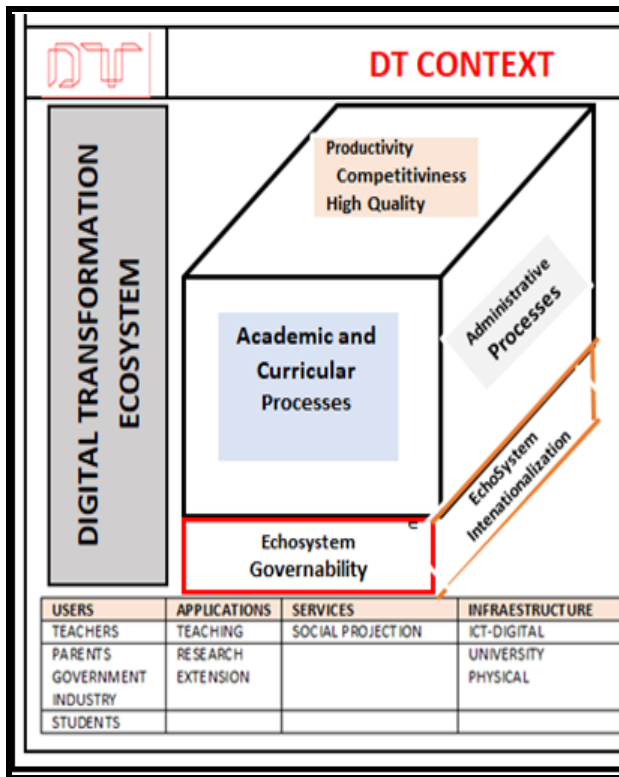 DT
DT CONTEXT
DIGITAL TRANSFORMATION
ECOSYSTEM
Productivity
Competitiviness
High Quality
Academic and
Curricular
Processes
Administrative
Processes
EchoSystem
Intenationalization
e
Echosystem
Governability
USERS APPLICATIONS SERVICES INFRAESTRUCTURE
TEACHERS TEACHING SOCIAL PROJECTION ICT-DIGITAL
PARENTS RESEARCH UNIVERSITY
GOVERNMENT EXTENSION PHYSICAL
INDUSTRY
STUDENTS